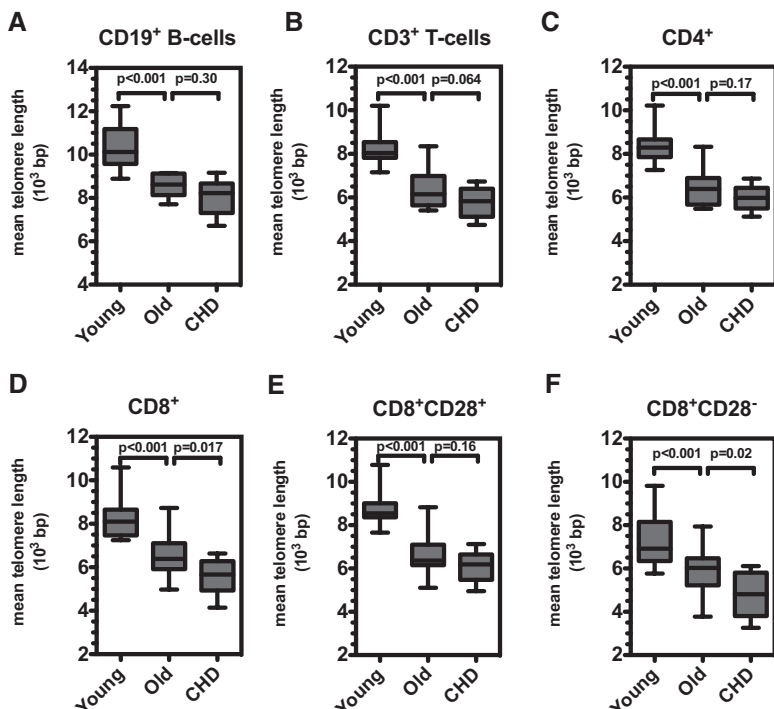 A
CD19⁺ B-cells
p<0.001 p=0.30
14
12
10
8
6
4
mean telomere length
(10³ bp)
Young Old CHD
B
CD3⁺ T-cells
p<0.001 p=0.064
12
10
8
6
4
2
mean telomere length
(10³ bp)
Young Old CHD
C
CD4⁺
p<0.001 p=0.17
12
10
8
6
4
2
mean telomere length
(10³ bp)
Young Old CHD
D
CD8⁺
p<0.001 p=0.017
12
10
8
6
4
2
mean telomere length
(10³ bp)
Young Old CHD
E
CD8⁺CD28⁺
p<0.001 p=0.16
12
10
8
6
4
2
mean telomere length
(10³ bp)
Young Old CHD
F
CD8⁺CD28⁻
p<0.001 p=0.02
12
10
8
6
4
2
mean telomere length
(10³ bp)
Young Old CHD